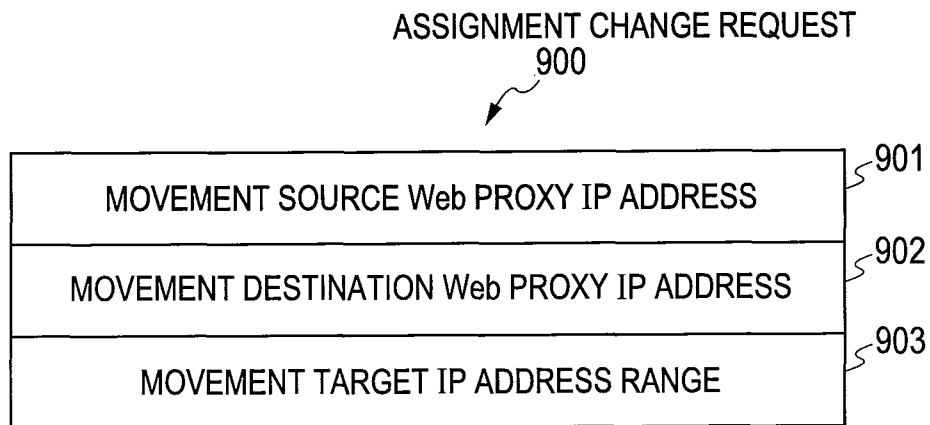 ASSIGNMENT CHANGE REQUEST
900
901
MOVEMENT SOURCE Web PROXY IP ADDRESS
902
MOVEMENT DESTINATION Web PROXY IP ADDRESS
903
MOVEMENT TARGET IP ADDRESS RANGE